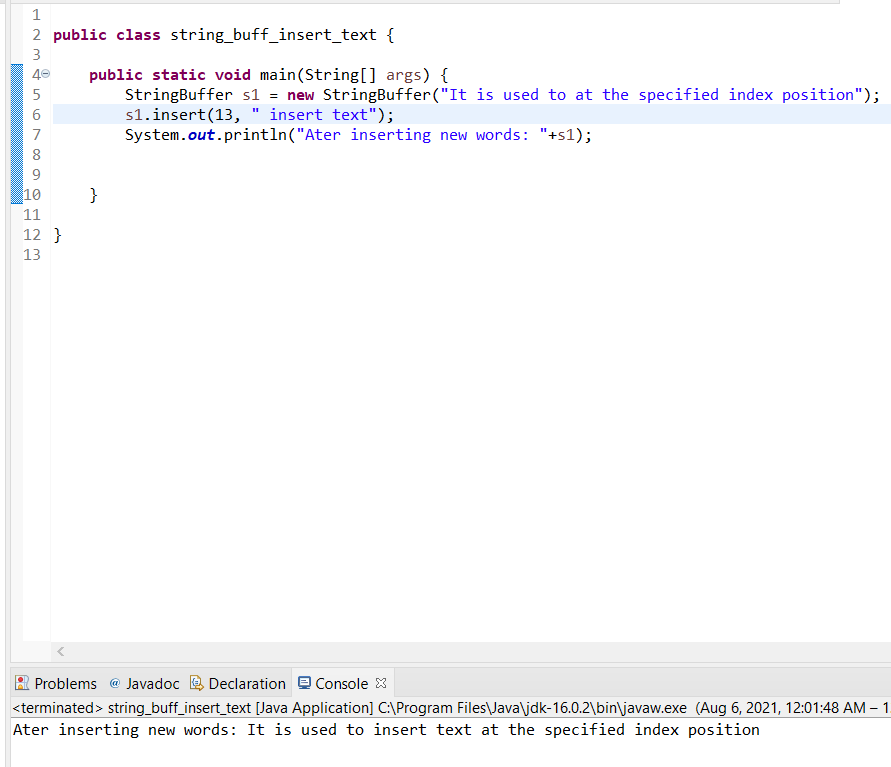 1
2 public class string_buff_insert_text {
3
4 public static void main(String[] args) {
5 StringBuffer s1 = new StringBuffer("It is used to at the specified index position");
6 s1.insert(13, " insert text");
7 System.out.println("Ater inserting new words: "+s1);
8
9
10 }
11
12 }
13
Problems @ Javadoc Declaration Console
<terminated> string_buff_insert_text [Java Application] C:\Program Files\Java\jdk-16.0.2\bin\javaw.exe (Aug 6, 2021, 12:01:48 AM – 1
Ater inserting new words: It is used to insert text at the specified index position